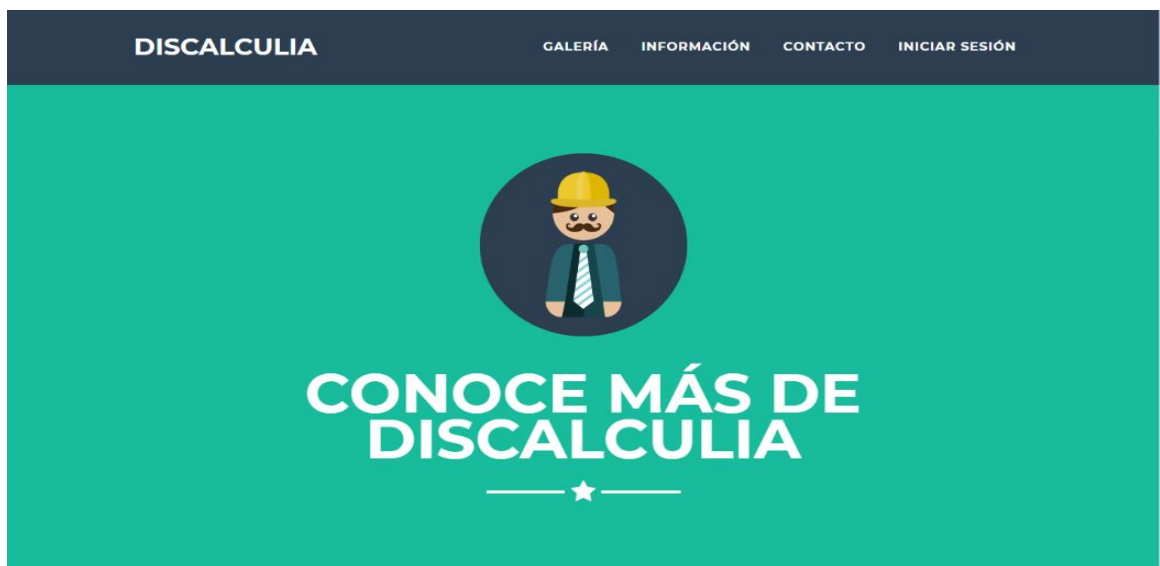 DISCALCULIA
GALERÍA INFORMACIÓN CONTACTO INICIAR SESIÓN
CONOCE MÁS DE
DISCALCULIA